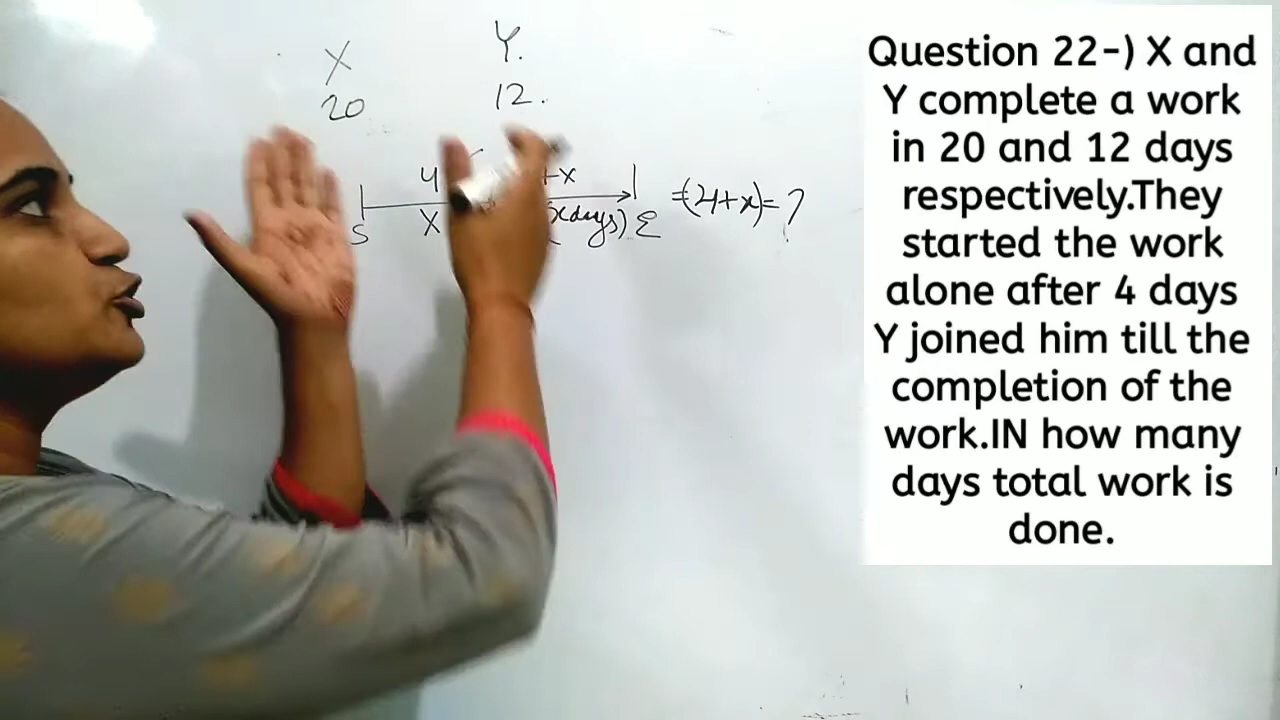 X Y.
20 12.
4 +x
X (x days)
S E =(4+x)=?
Question 22-) X and
Y complete a work
in 20 and 12 days
respectively.They
started the work
alone after 4 days
Y joined him till the
completion of the
work.IN how many
days total work is
done.